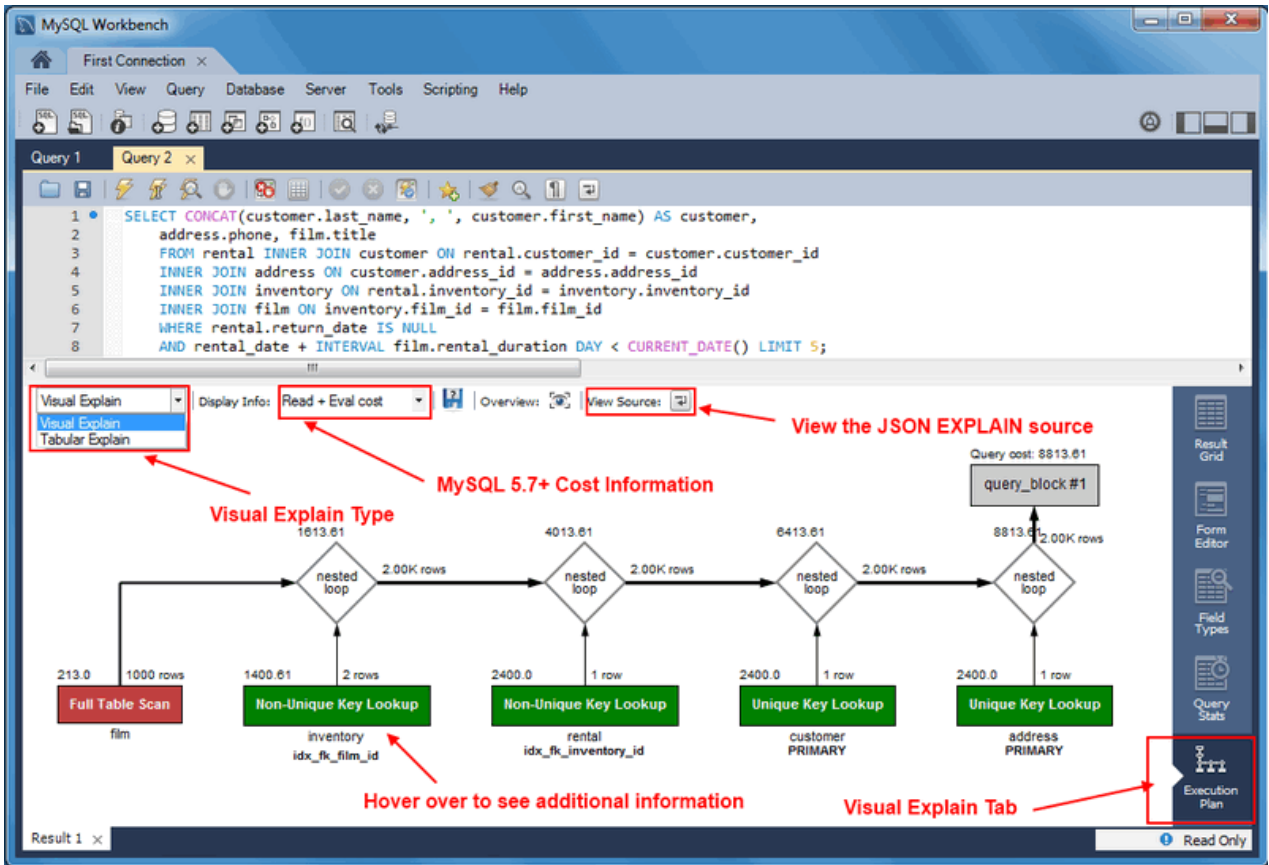 MySQL Workbench
First Connection ×
File Edit View Query Database Server Tools Scripting Help
Query 1 Query 2 ×
1 SELECT CONCAT(customer.last_name, ', ', customer.first_name) AS customer,
2 address.phone, film.title
3 FROM rental INNER JOIN customer ON rental.customer_id = customer.customer_id
4 INNER JOIN address ON customer.address_id = address.address_id
5 INNER JOIN inventory ON rental.inventory_id = inventory.inventory_id
6 INNER JOIN film ON inventory.film_id = film.film_id
7 WHERE rental.return_date IS NULL
8 AND rental_date + INTERVAL film.rental_duration DAY < CURRENT_DATE() LIMIT 5;
Visual Explain Display Info: Read + Eval cost Overview: View Source:
Visual Explain
Tabular Explain
View the JSON EXPLAIN source
MySQL 5.7+ Cost Information
Visual Explain Type
Query cost: 8813.61
query_block #1
1613.61 4013.61 6413.61 8813.61 2.00K rows
nested loop 2.00K rows nested loop 2.00K rows nested loop 2.00K rows nested loop
213.0 1000 rows 1400.61 2 rows 2400.0 1 row 2400.0 1 row 2400.0 1 row
Full Table Scan Non-Unique Key Lookup Non-Unique Key Lookup Unique Key Lookup Unique Key Lookup
film inventory rental customer address
idx_fk_film_id idx_fk_inventory_id PRIMARY PRIMARY
Hover over to see additional information
Visual Explain Tab
Result
Grid
Form
Editor
Field
Types
Query
Stats
Execution
Plan
Result 1 ×
Read Only